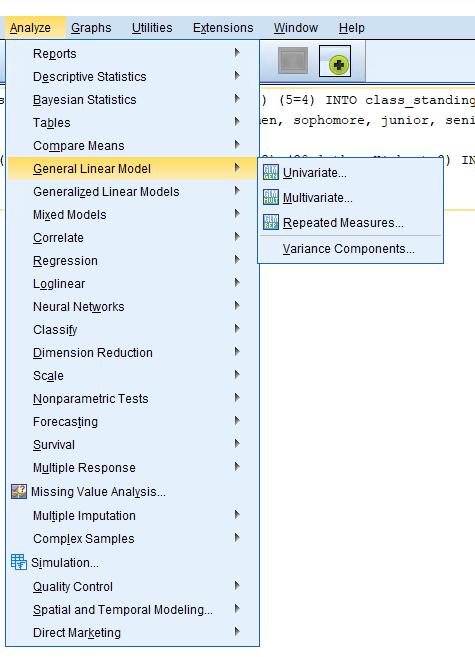 Analyze Graphs Utilities Extensions Window Help
Reports
Descriptive Statistics
) (5=4) INTO class_standing
Bayesian Statistics
Tables
sophomore, junior,
Compare Means
General Linear Model
Univariate...
Generalized Linear Models
Multivariate...
Mixed Models
Repeated Measures...
Correlate
Variance Components...
Regression
Loglinear
Neural Networks
Classify
Dimension Reduction
Scale
Nonparametric Tests
Forecasting
Survival
Multiple Response
Missing Value Analysis...
Multiple Imputation
Complex Samples
Simulation...
Quality Control
Spatial and Temporal Modeling...
Direct Marketing